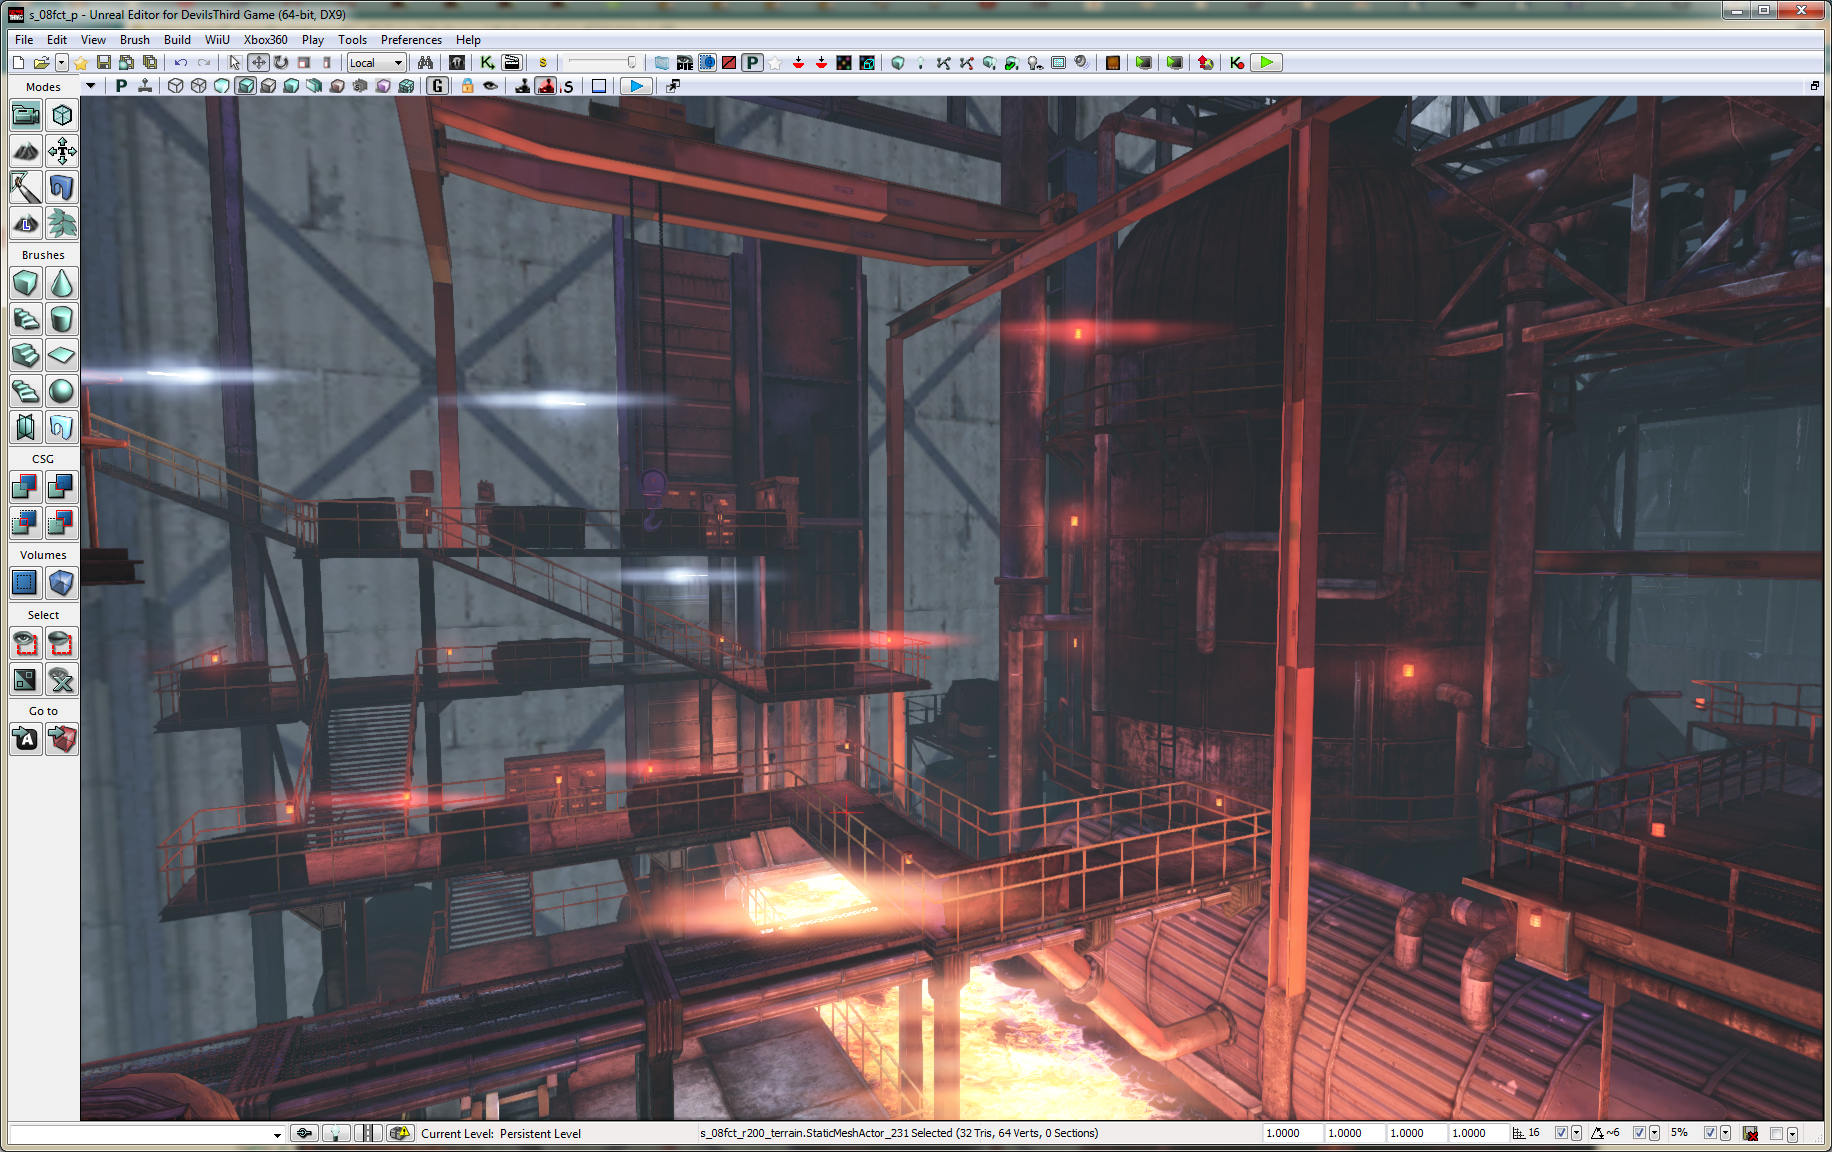 s_08fct_p - Unreal Editor for DevilsThird Game (64-bit, DX9)
File Edit View Brush Build WiiU Xbox360 Play Tools Preferences Help
Local
Modes
P
G
S
Brushes
CSG
Volumes
Select
Go to
A
Current Level: Persistent Level
s_08fct_r200_terrain.StaticMeshActor_231 Selected (32 Tris, 64 Verts, 0 Sections)
1.0000 1.0000 1.0000 1.0000 16 ~6 5%